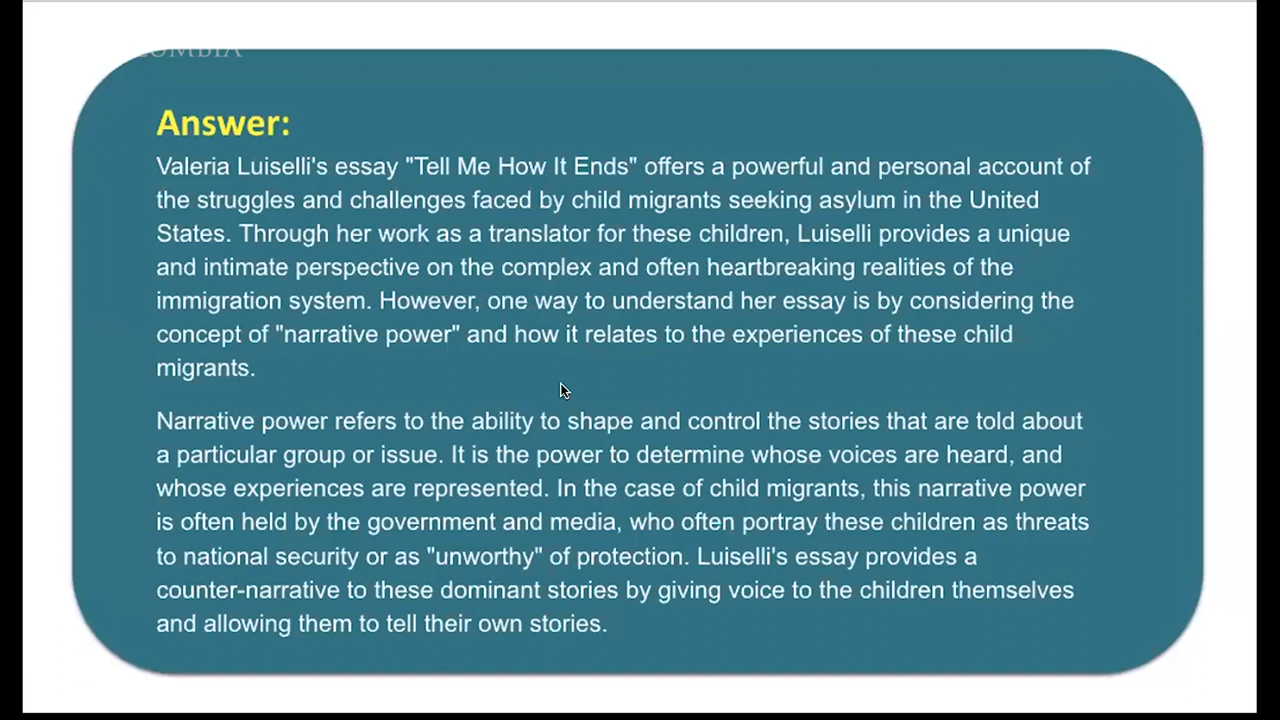 Answer:
Valeria Luiselli's essay "Tell Me How It Ends" offers a powerful and personal account of
the struggles and challenges faced by child migrants seeking asylum in the United
States. Through her work as a translator for these children, Luiselli provides a unique
and intimate perspective on the complex and often heartbreaking realities of the
immigration system. However, one way to understand her essay is by considering the
concept of "narrative power" and how it relates to the experiences of these child
migrants.
Narrative power refers to the ability to shape and control the stories that are told about
a particular group or issue. It is the power to determine whose voices are heard, and
whose experiences are represented. In the case of child migrants, this narrative power
is often held by the government and media, who often portray these children as threats
to national security or as "unworthy" of protection. Luiselli's essay provides a
counter-narrative to these dominant stories by giving voice to the children themselves
and allowing them to tell their own stories.